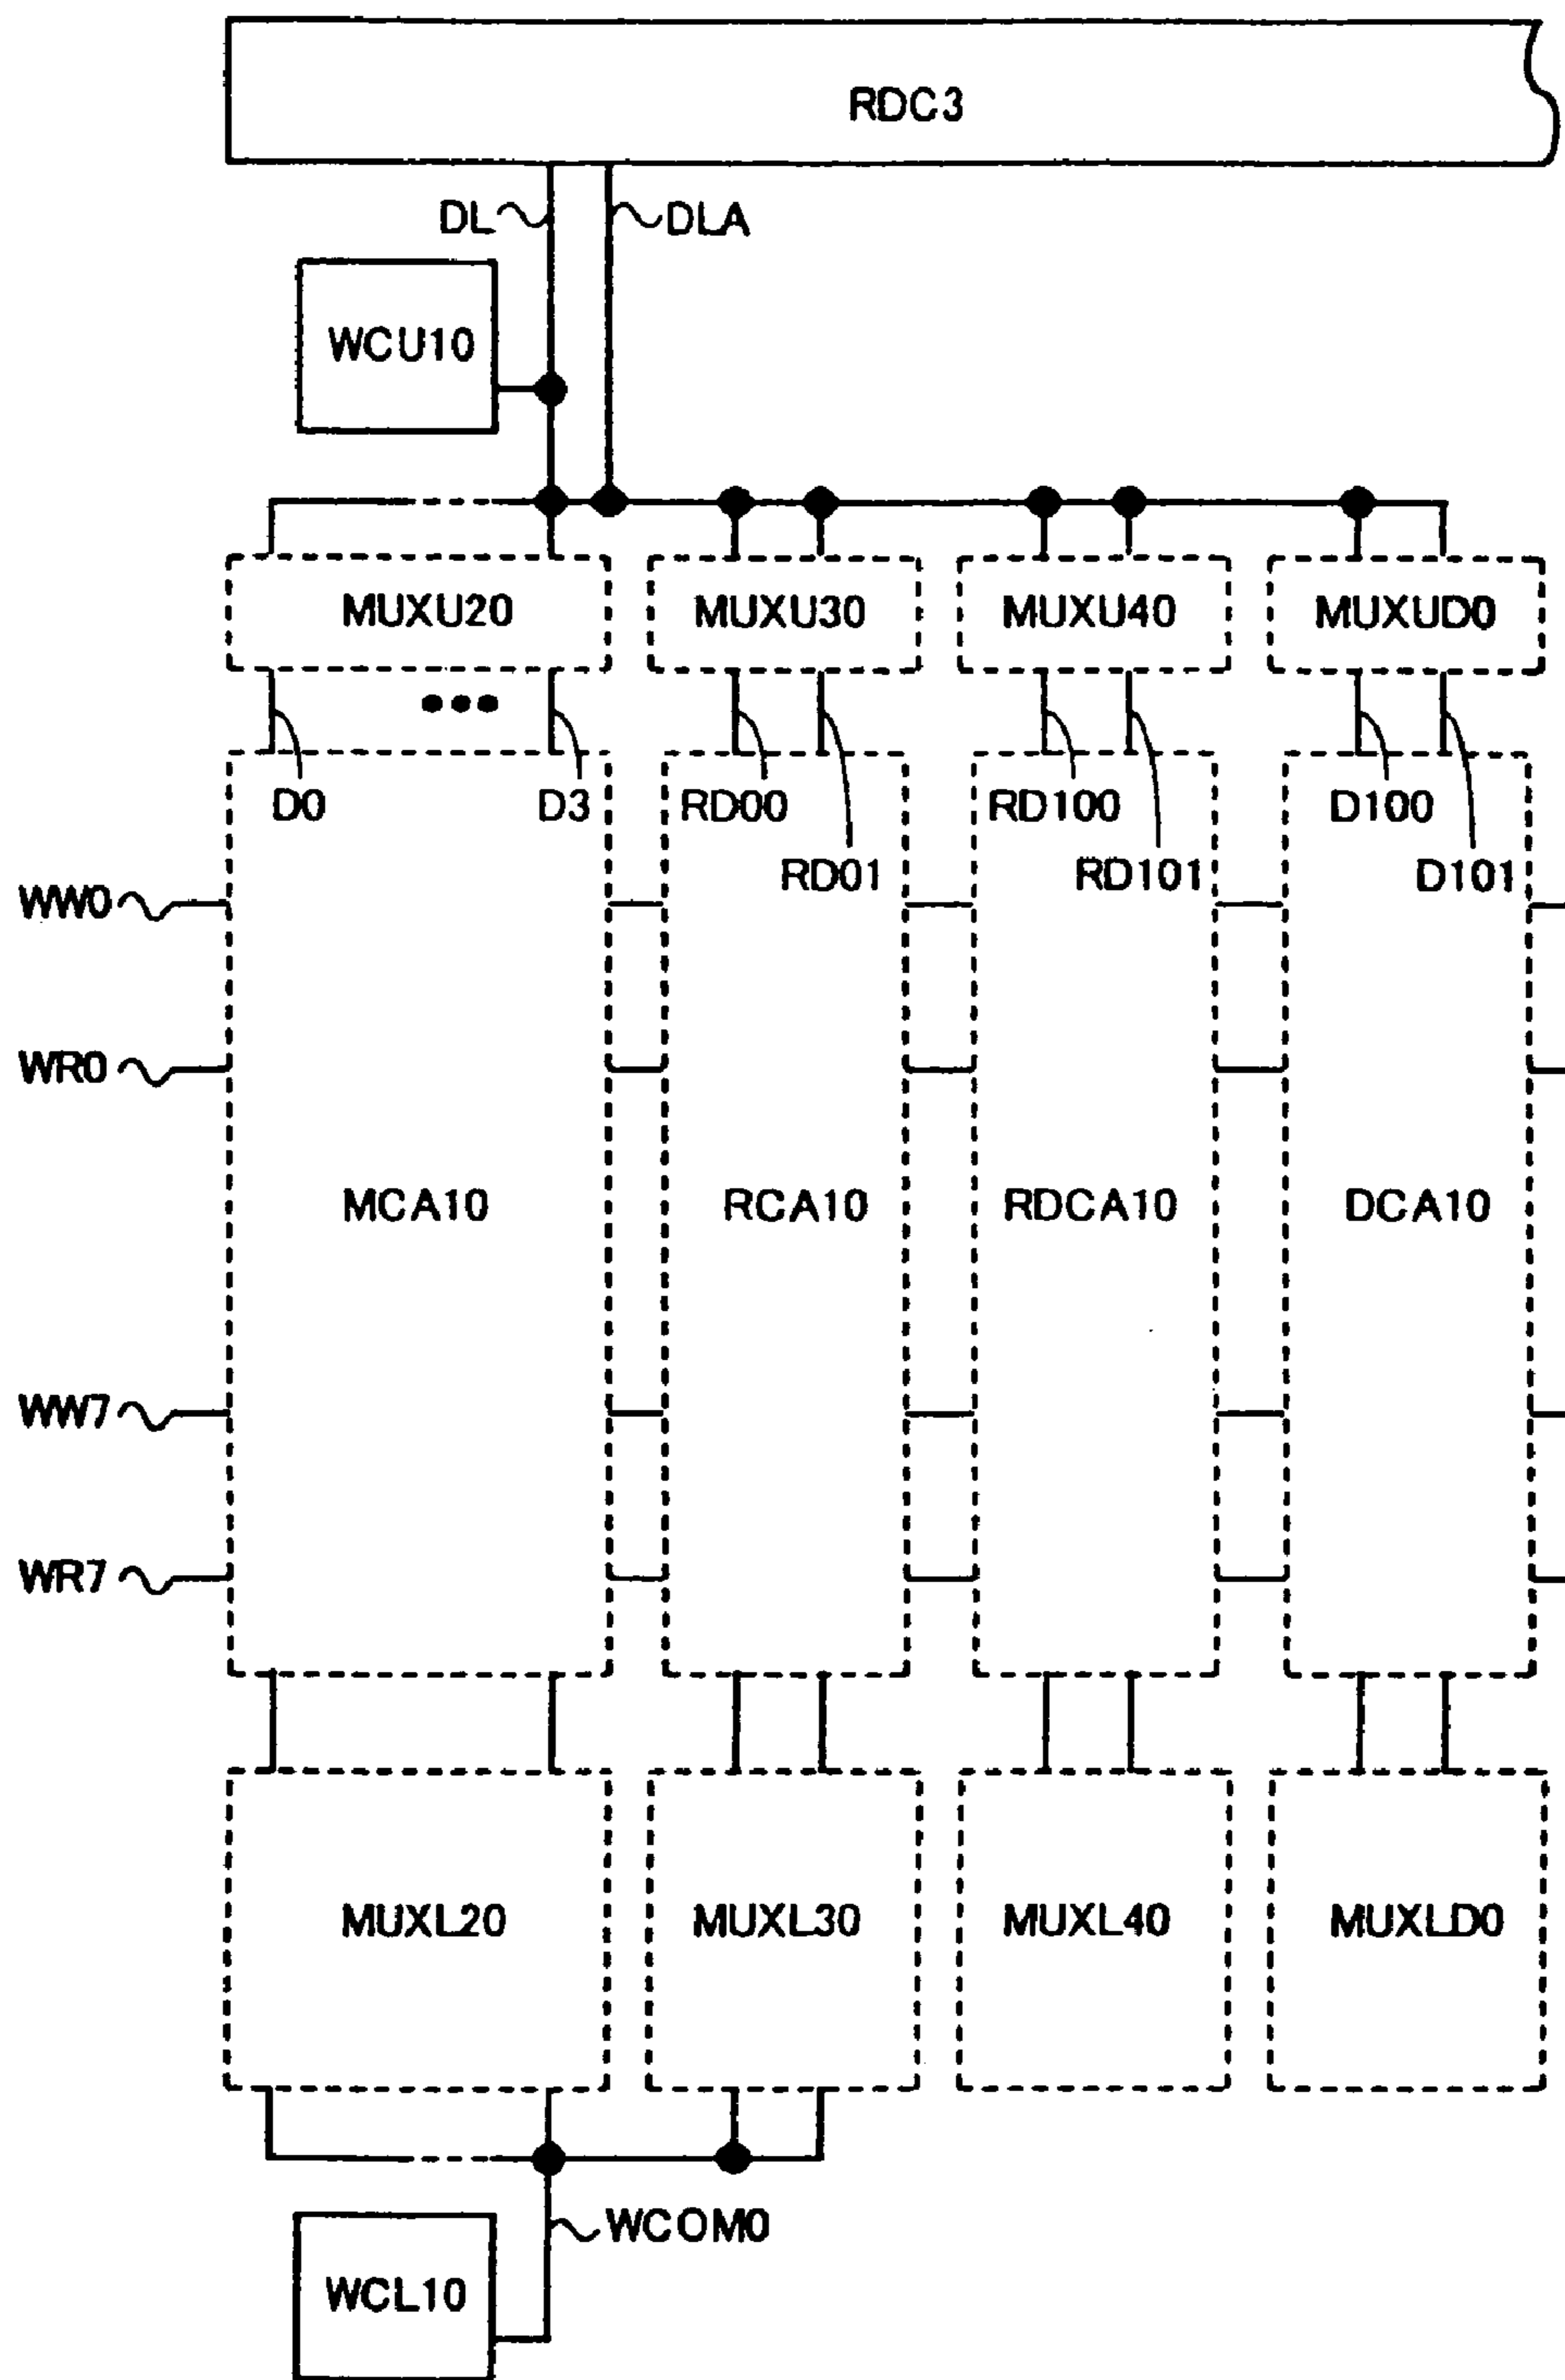 RDC3
DL DLA
WCU10
MUXU20 MUXU30 MUXU40 MUXUD0
D0 D3 RD00 RD100 D100
RD01 RD101 D101
WW0
WR0
MCA10 RCA10 RDCA10 DCA10
WW7
WR7
MUXL20 MUXL30 MUXL40 MUXLD0
WCOM0
WCL10